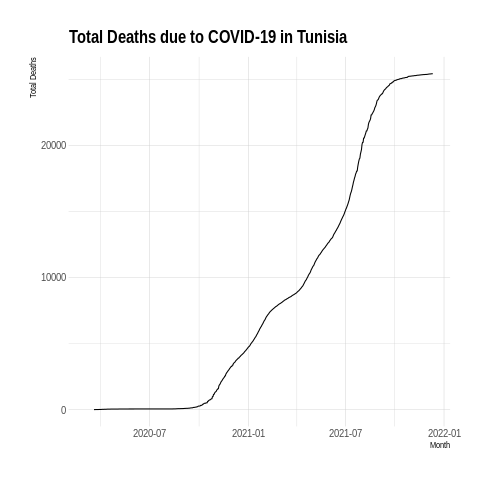 Total Deaths due to COVID-19 in Tunisia
Total Deaths
20000
10000
0
2020-07 2021-01 2021-07 2022-01
Month